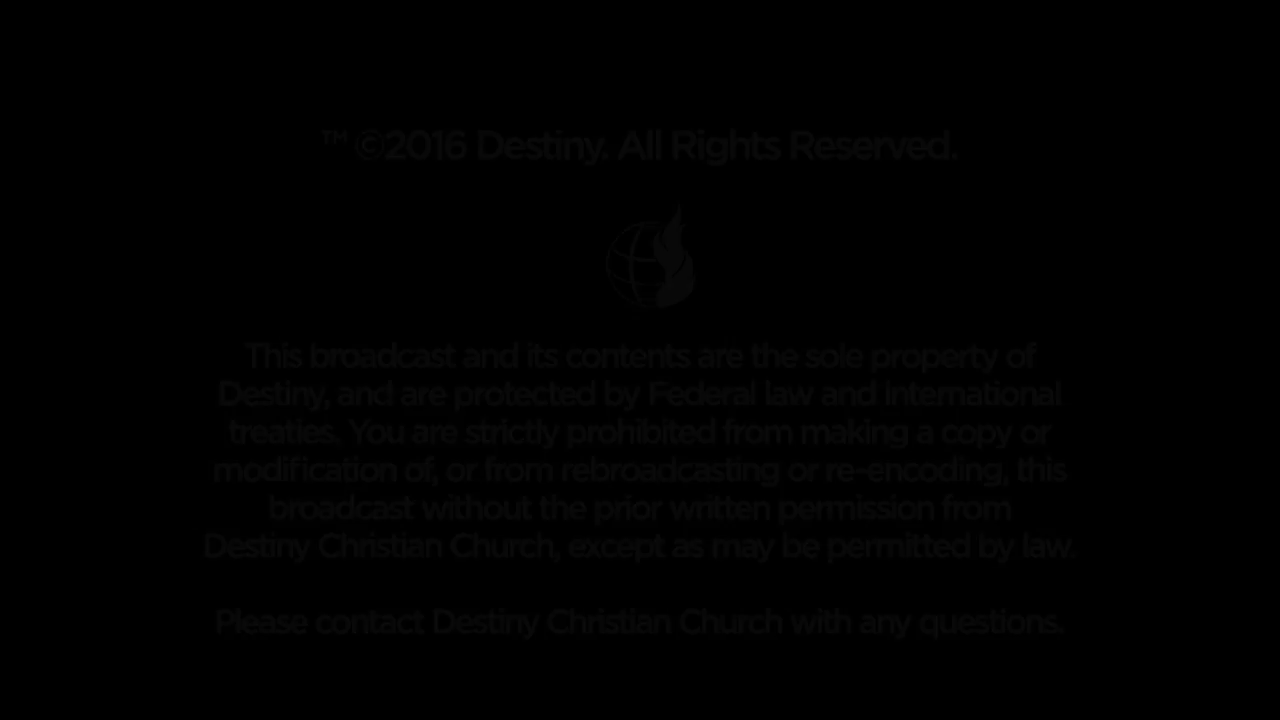 ™ ©2016 Destiny. All Rights Reserved.
This broadcast and its contents are the sole property of
Destiny, and are protected by Federal law and International
treaties. You are strictly prohibited from making a copy or
modification of, or from rebroadcasting or re-encoding, this
broadcast without the prior written permission from
Destiny Christian Church, except as may be permitted by law.
Please contact Destiny Christian Church with any questions.